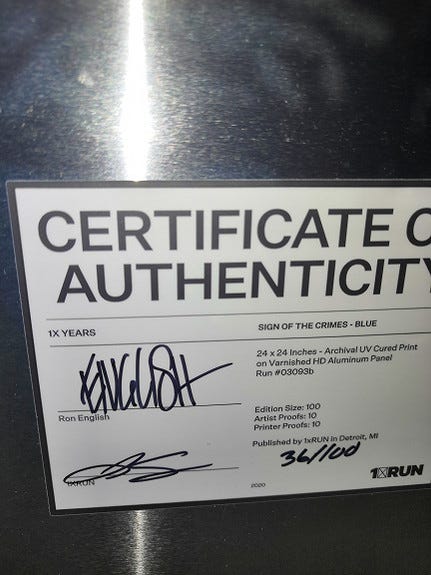 CERTIFICATE
AUTHENTICITY
1X YEARS
SIGN OF THE CRIMES - BLUE
24 x 24 Inches - Archival UV Cured Print
on Varnished HD Aluminum Panel
Run #03093b
ENGLISH
Ron English
Edition Size: 100
Artist Proofs: 10
Printer Proofs: 10
Published by 1xRUN in Detroit, MI
36/100
1XRUN
2020
1XRUN